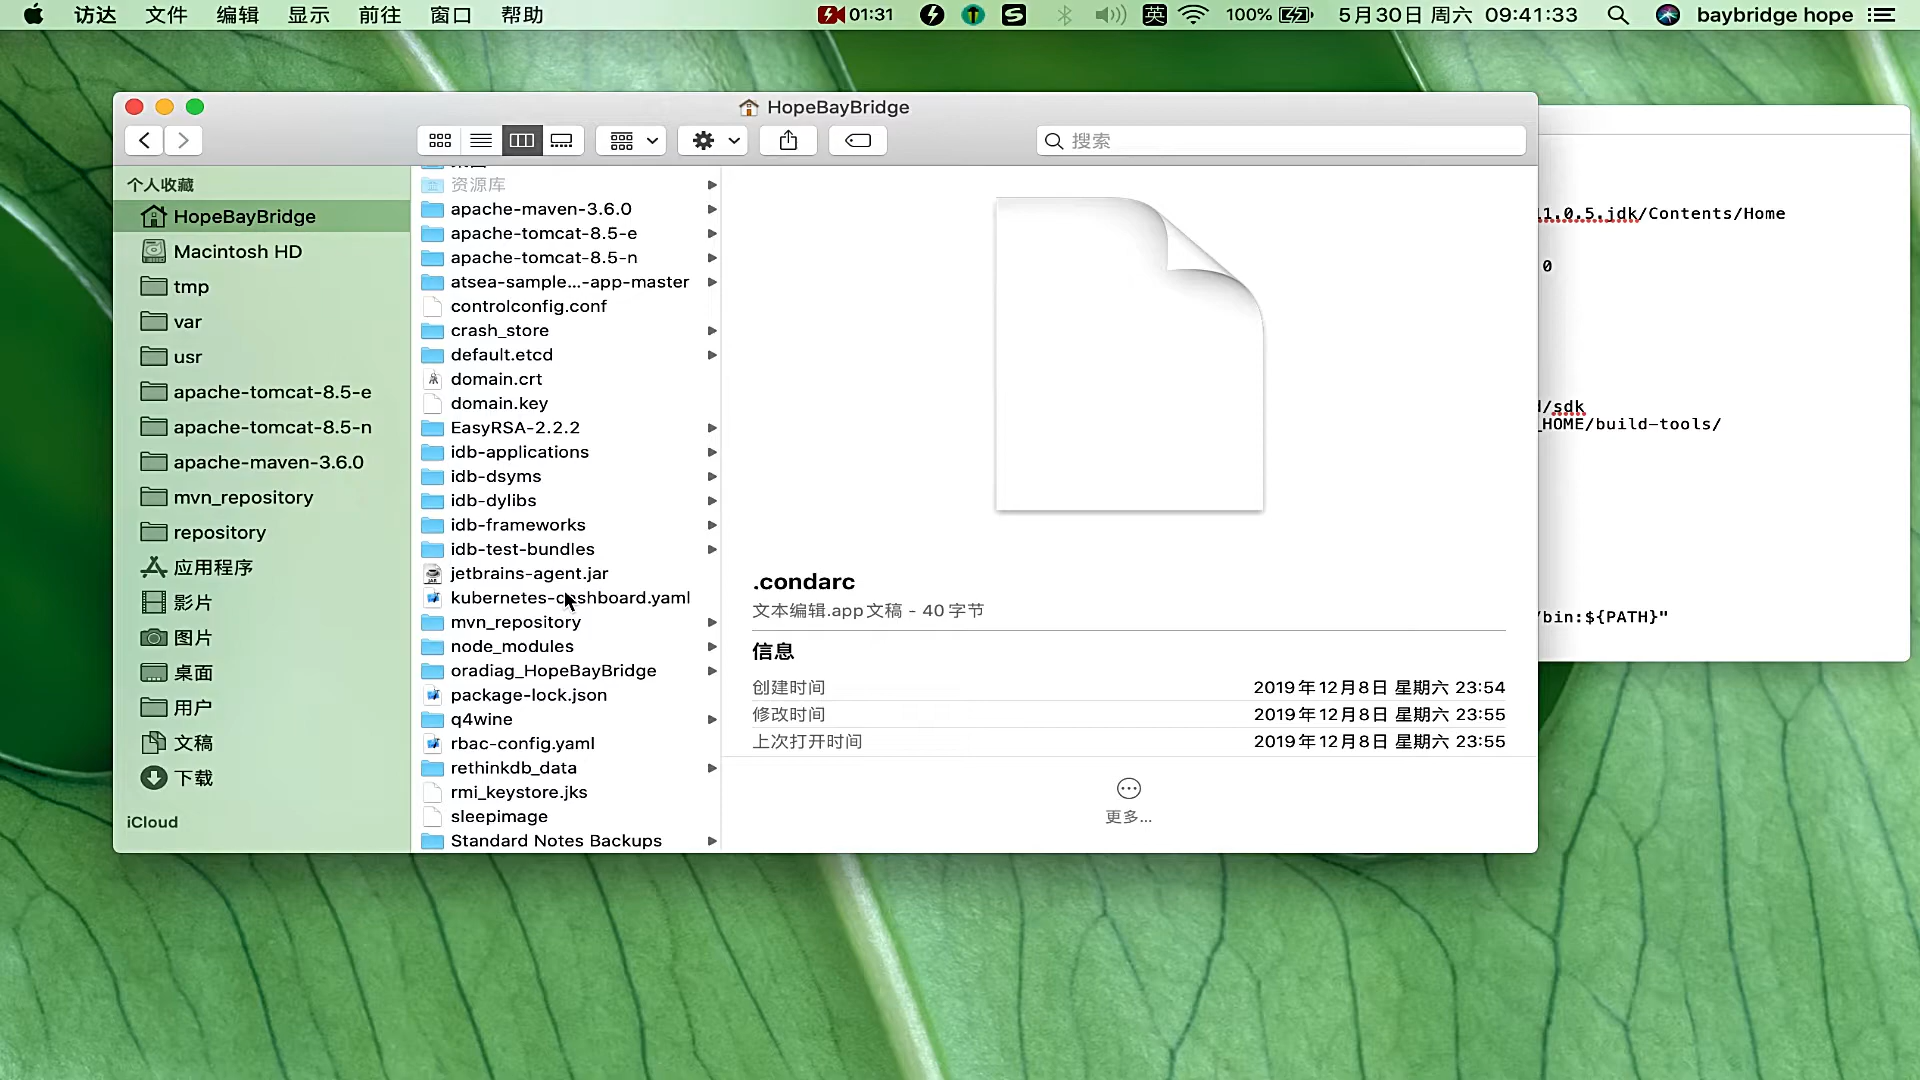 访达 文件 编辑 显示 前往 窗口 帮助 01:31 英 100% 5月30日 周六 09:41:33 baybridge hope
HopeBayBridge
搜索
个人收藏
HopeBayBridge
Macintosh HD
tmp
var
usr
apache-tomcat-8.5-e
apache-tomcat-8.5-n
apache-maven-3.6.0
mvn_repository
repository
应用程序
影片
图片
桌面
用户
文稿
下载
iCloud
资源库
apache-maven-3.6.0
apache-tomcat-8.5-e
apache-tomcat-8.5-n
atsea-sample...-app-master
controlconfig.conf
crash_store
default.etcd
domain.crt
domain.key
EasyRSA-2.2.2
idb-applications
idb-dsyms
idb-dylibs
idb-frameworks
idb-test-bundles
jetbrains-agent.jar
kubernetes-dashboard.yaml
mvn_repository
node_modules
oradiag_HopeBayBridge
package-lock.json
q4wine
rbac-config.yaml
rethinkdb_data
rmi_keystore.jks
sleepimage
Standard Notes Backups
.condarc
文本编辑.app文稿 - 40 字节
信息
创建时间 2019年12月8日 星期六 23:54
修改时间 2019年12月8日 星期六 23:55
上次打开时间 2019年12月8日 星期六 23:55
更多...
11.0.5.jdk/Contents/Home
0
/sdk
_HOME/build-tools/
/bin:${PATH}"